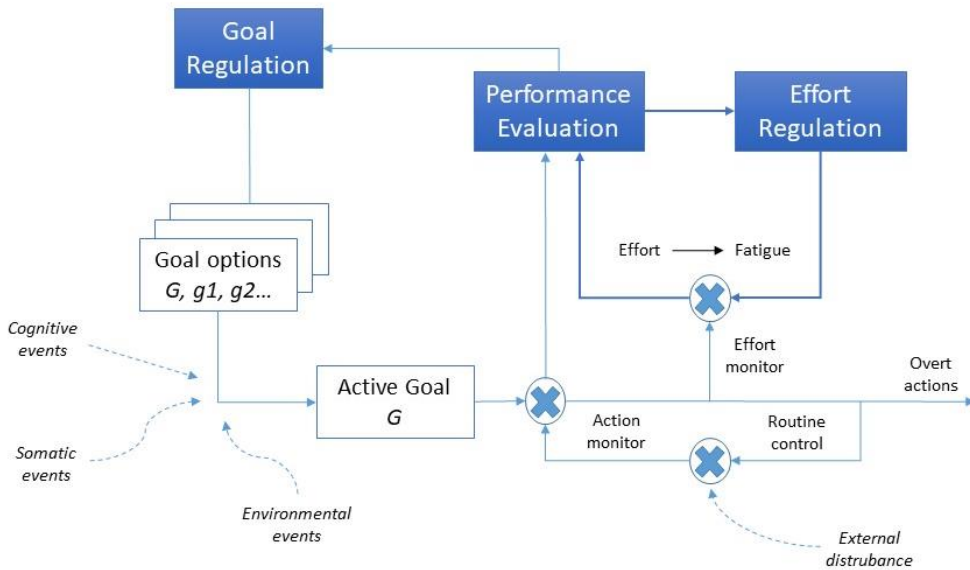 Goal
Regulation
Performance
Evaluation
Effort
Regulation
Goal options
G, g1, g2...
Effort
Fatigue
Cognitive
events
Effort
monitor
Overt
actions
Active Goal
G
Action
monitor
Routine
control
Somatic
events
Environmental
events
External
distrubance